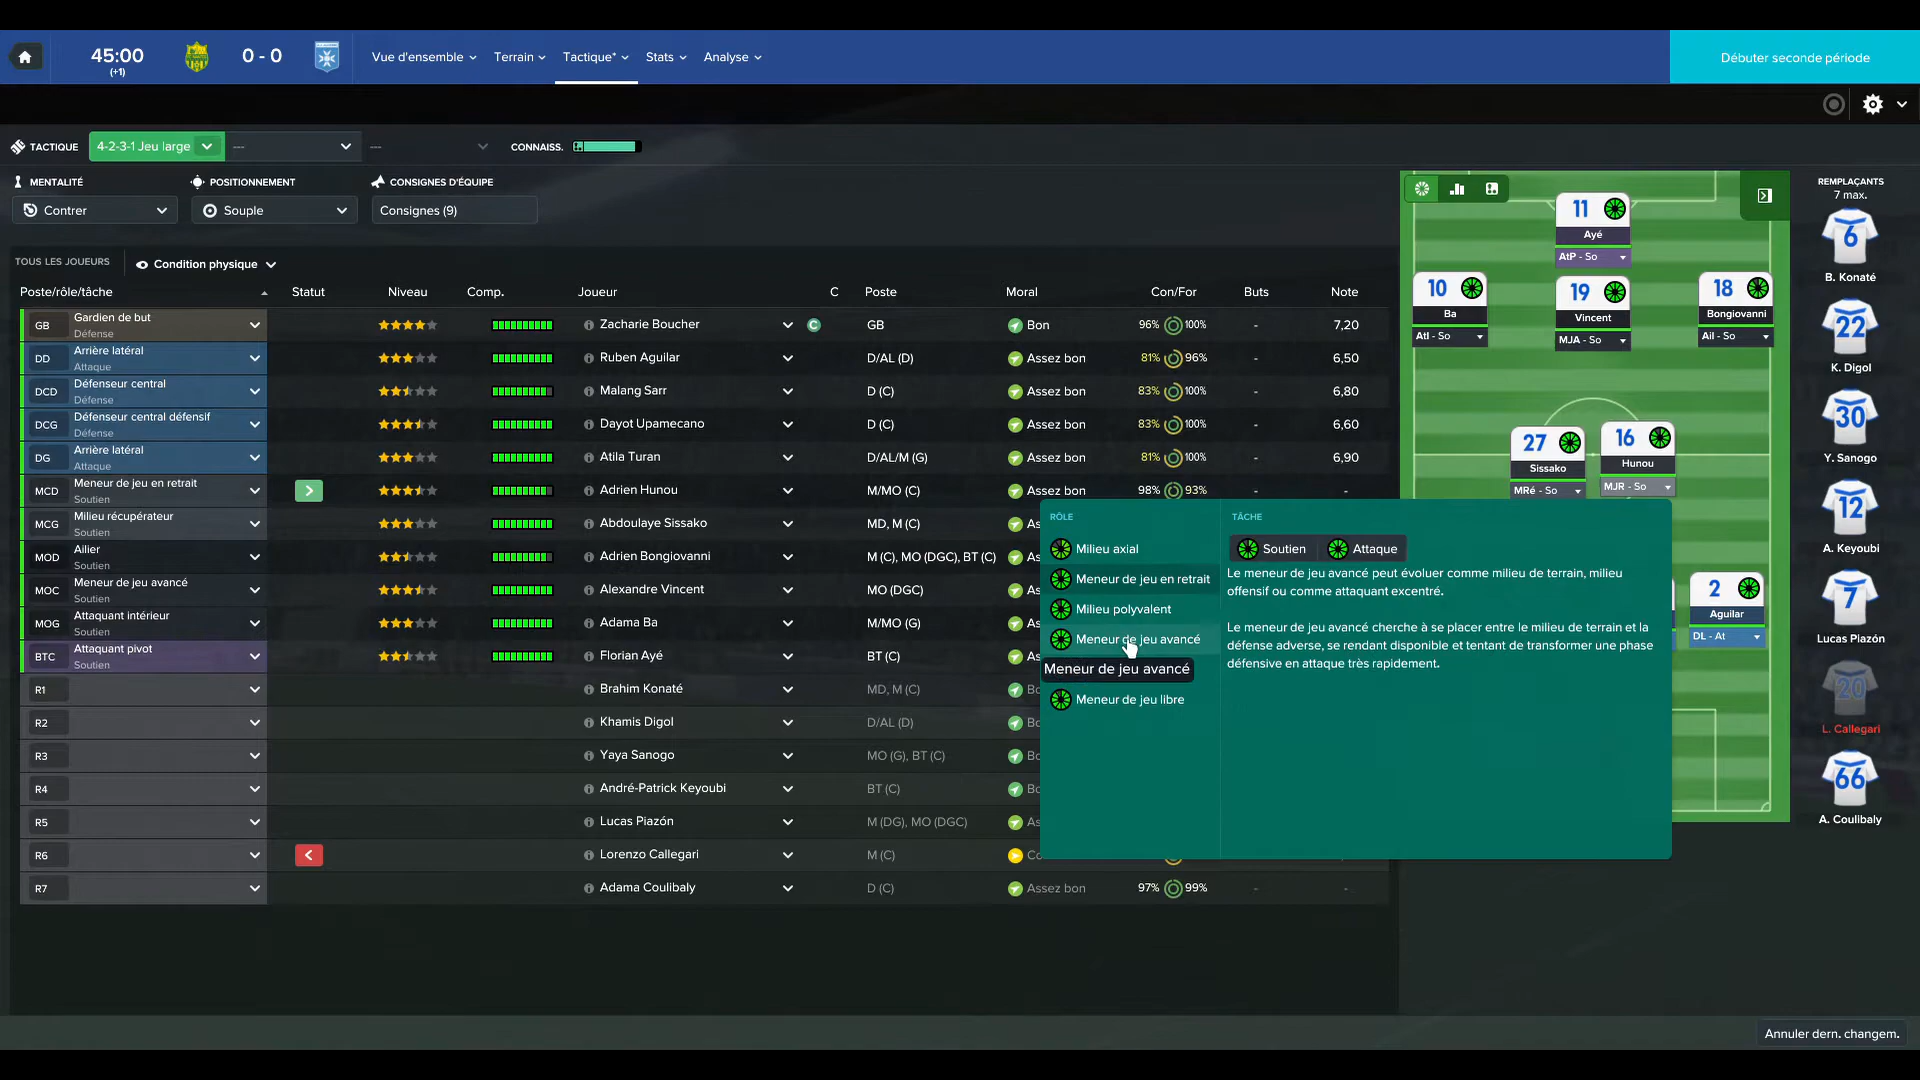 45:00
(+1)
0 - 0
Vue d'ensemble
Terrain
Tactique*
Stats
Analyse
Débuter seconde période
TACTIQUE
4-2-3-1 Jeu large
---
---
CONNAISS.
MENTALITÉ
POSITIONNEMENT
CONSIGNES D'ÉQUIPE
Contrer
Souple
Consignes (9)
TOUS LES JOUEURS
Condition physique
Poste/rôle/tâche Statut Niveau Comp. Joueur C Poste Moral Con/For Buts Note
GB Gardien de but Défense Zacharie Boucher C GB Bon 96% 100% - 7,20
DD Arrière latéral Attaque Ruben Aguilar D/AL (D) Assez bon 81% 96% - 6,50
DCD Défenseur central Défense Malang Sarr D (C) Assez bon 83% 100% - 6,80
DCG Défenseur central défensif Défense Dayot Upamecano D (C) Assez bon 83% 100% - 6,60
DG Arrière latéral Attaque Atila Turan D/AL/M (G) Assez bon 81% 100% - 6,90
MCD Meneur de jeu en retrait Soutien Adrien Hunou M/MO (C) Assez bon 98% 93% - -
MCG Milieu récupérateur Soutien Abdoulaye Sissako MD, M (C) As
MOD Ailier Soutien Adrien Bongiovanni M (C), MO (DGC), BT (C) As
MOC Meneur de jeu avancé Soutien Alexandre Vincent MO (DGC) As
MOG Attaquant intérieur Soutien Adama Ba M/MO (G) As
BTC Attaquant pivot Soutien Florian Ayé BT (C) As
R1 Brahim Konaté MD, M (C) Bo
R2 Khamis Digol D/AL (D) Bo
R3 Yaya Sanogo MO (G), BT (C) Bo
R4 André-Patrick Keyoubi BT (C) Bo
R5 Lucas Piazón M (DG), MO (DGC) As
R6 Lorenzo Callegari M (C) Co
R7 Adama Coulibaly D (C) Assez bon 97% 99% - -
RÔLE
Milieu axial
Meneur de jeu en retrait
Milieu polyvalent
Meneur de jeu avancé
Meneur de jeu avancé
Meneur de jeu libre
TÂCHE
Soutien
Attaque
Le meneur de jeu avancé peut évoluer comme milieu de terrain, milieu
offensif ou comme attaquant excentré.
Le meneur de jeu avancé cherche à se placer entre le milieu de terrain et la
défense adverse, se rendant disponible et tentant de transformer une phase
défensive en attaque très rapidement.
11
Ayé
AtP - So
10
Ba
AtI - So
19
Vincent
MJA - So
18
Bongiovanni
Ail - So
27
Sissako
MRé - So
16
Hunou
MJR - So
2
Aguilar
DL - At
REMPLAÇANTS
7 max.
6
B. Konaté
22
K. Digol
30
Y. Sanogo
12
A. Keyoubi
7
Lucas Piazón
20
L. Callegari
66
A. Coulibaly
Annuler dern. changem.